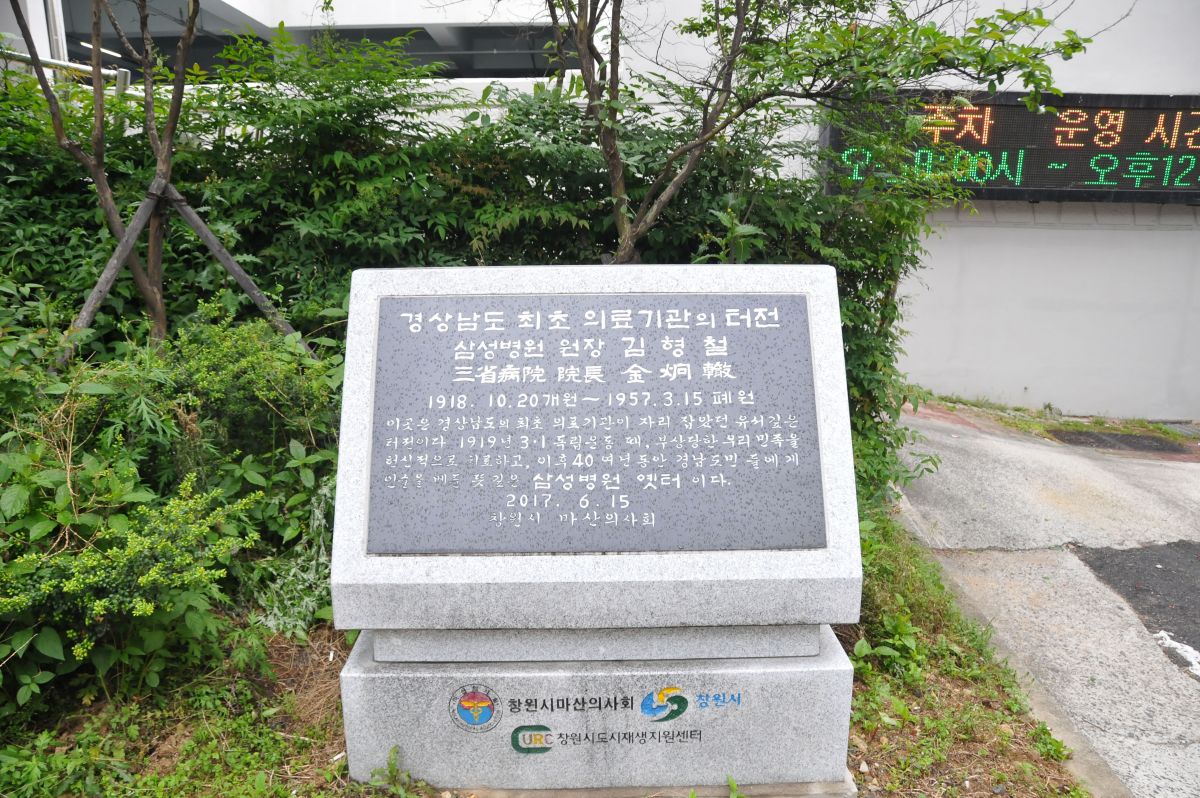 주차 운영 시간
9:00시 ~ 오후12
경상남도 최초 의료기관의 터전
삼성병원 원장 김형철
三省病院 院長 金炯轍
1918. 10.20개원~1957.3.15 폐원
이곳은 경상남도의 최초 의료기관이 자리 잡았던 유서깊은
터전이다. 1919년 3·1 독립운동 때, 부상당한 우리 민족을
헌신적으로 치료하고, 이후 40 여년 동안 경남도민 들에게
인술을 베푼 뜻 깊은 삼성병원 옛터 이다.
2017. 6. 15
창원시 마산의사회
창원시마산의사회 창원시
CURC 창원시도시재생지원센터